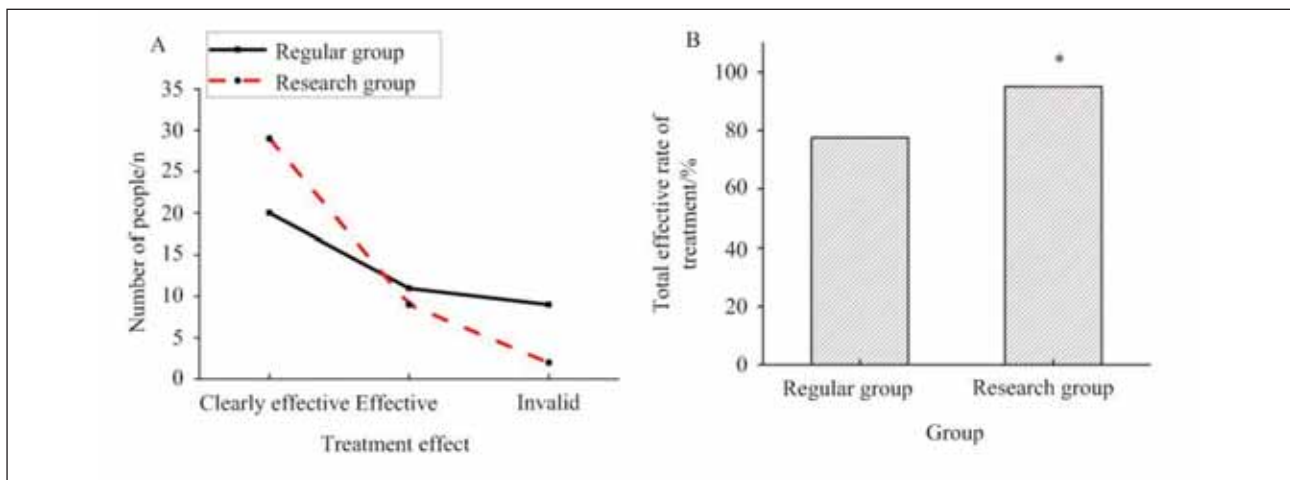 A
Regular group
Research group
35
30
25
20
15
10
5
0
Number of people/n
Clearly effective Effective Invalid
Treatment effect
B
*
100
80
60
40
20
0
Total effective rate of
treatment/%
Regular group Research group
Group